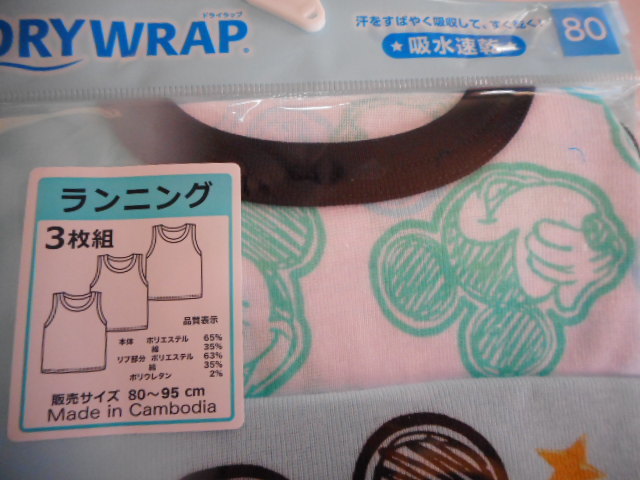 ドライラップ
DRYWRAP.
汗をすばやく吸収して、すぐ乾く!
★吸水速乾★
80
ランニング
3枚組
品質表示
本体 ポリエステル 65%
綿 35%
リブ部分 ポリエステル 63%
綿 35%
ポリウレタン 2%
販売サイズ 80〜95 cm
Made in Cambodia